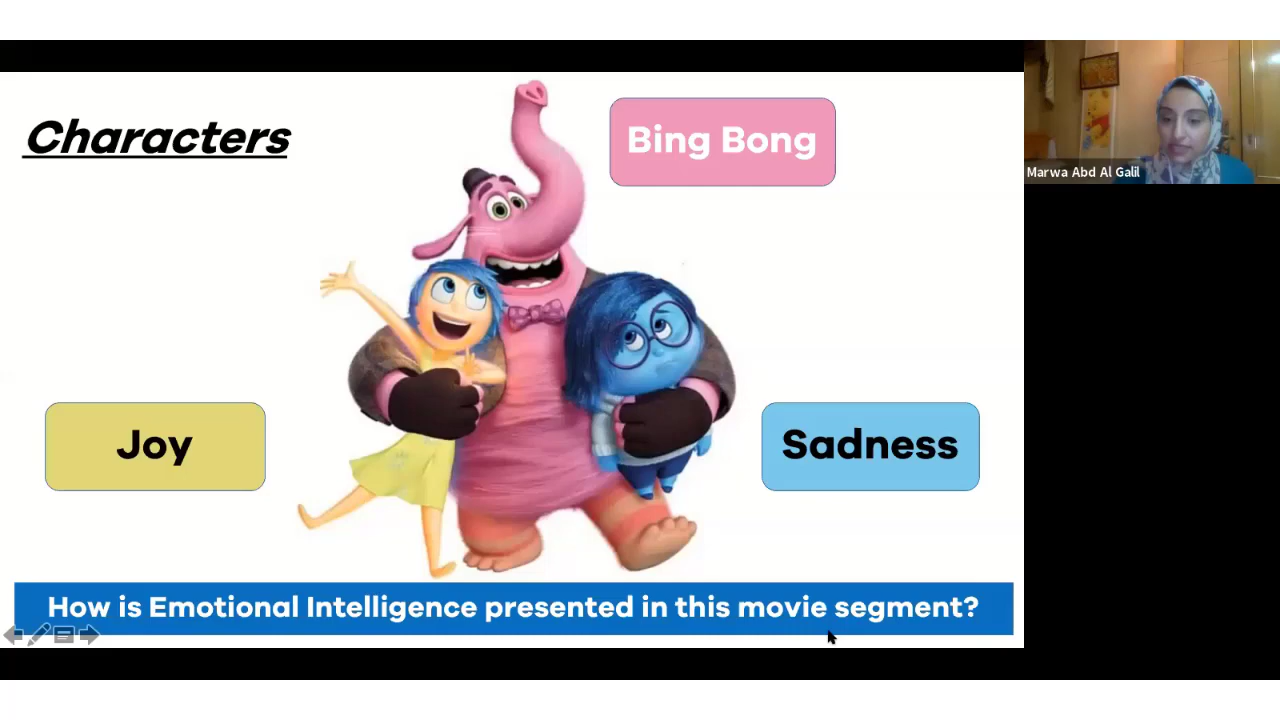 Characters
Bing Bong
Marwa Abd Al Galil
Joy
Sadness
How is Emotional Intelligence presented in this movie segment?